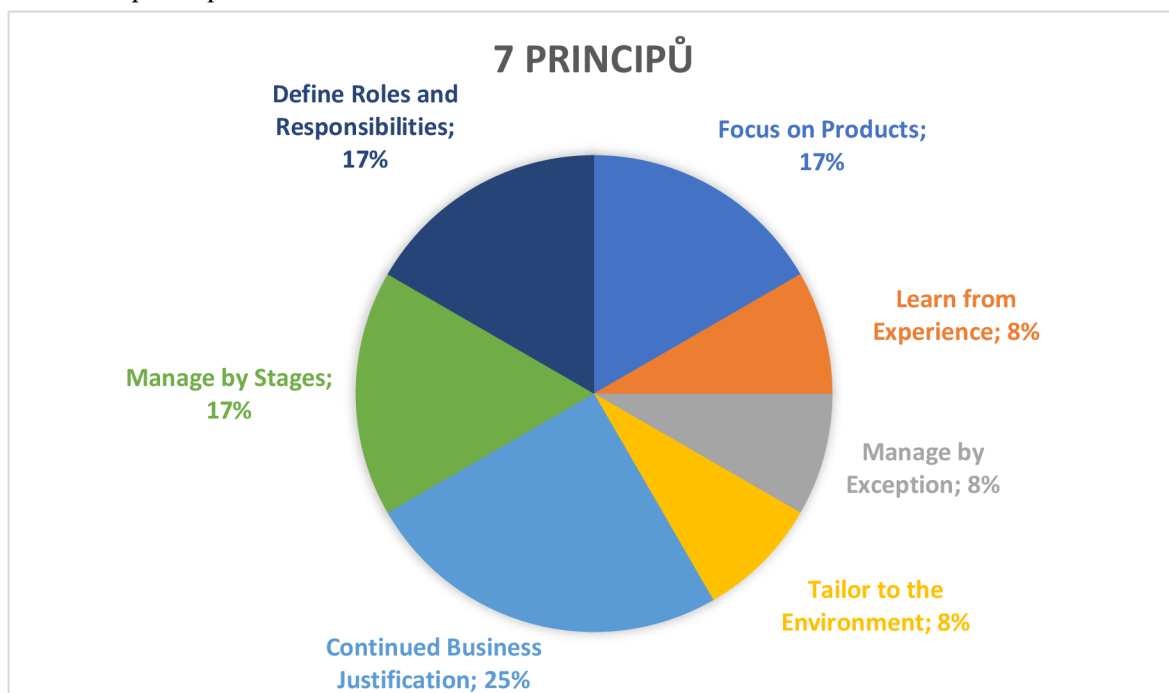 7 PRINCIPŮ
Define Roles and
Responsibilities;
17%
Focus on Products;
17%
Learn from
Experience; 8%
Manage by
Exception; 8%
Tailor to the
Environment; 8%
Continued Business
Justification; 25%
Manage by Stages;
17%